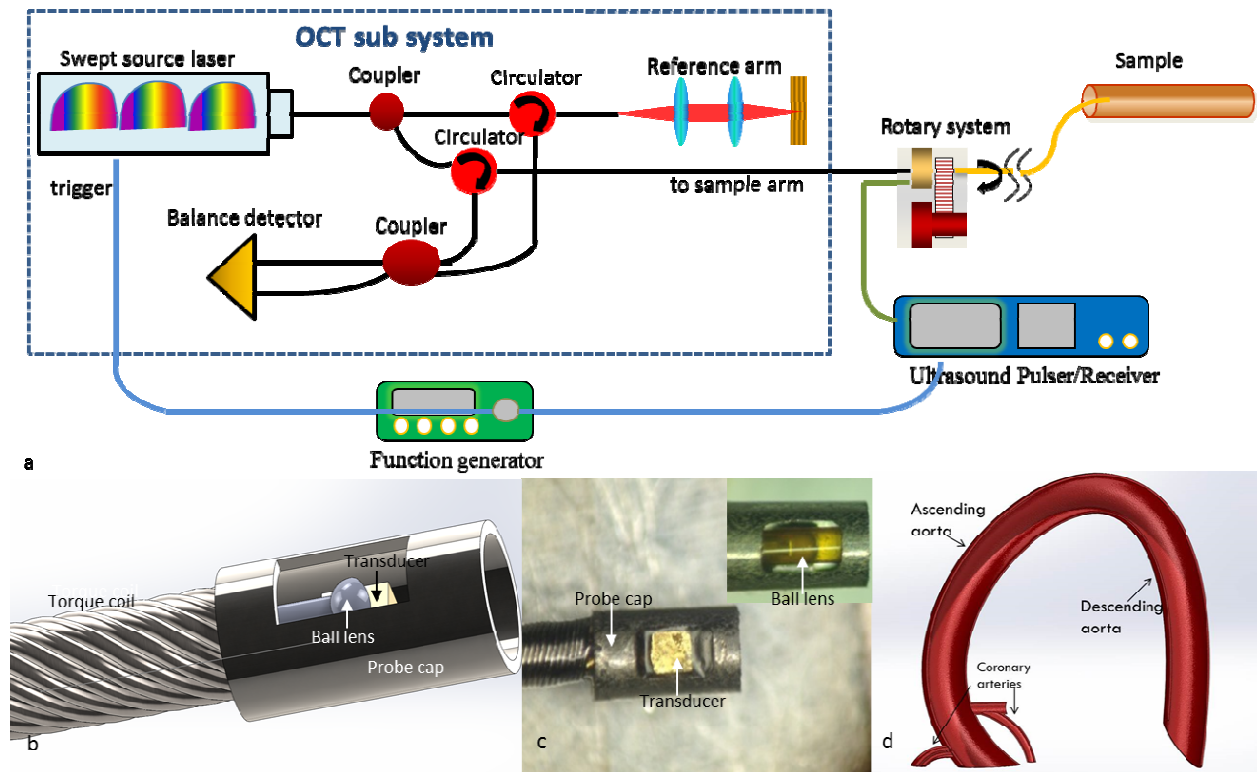 OCT sub system
Swept source laser
Coupler
Circulator
Reference arm
Sample
Circulator
Rotary system
trigger
to sample arm
Balance detector
Coupler
Ultrasound Pulser/Receiver
Function generator
a
Torque coil
Transducer
Ball lens
Probe cap
b
Probe cap
Ball lens
Transducer
c
Ascending
aorta
Descending
aorta
Coronary
arteries
d